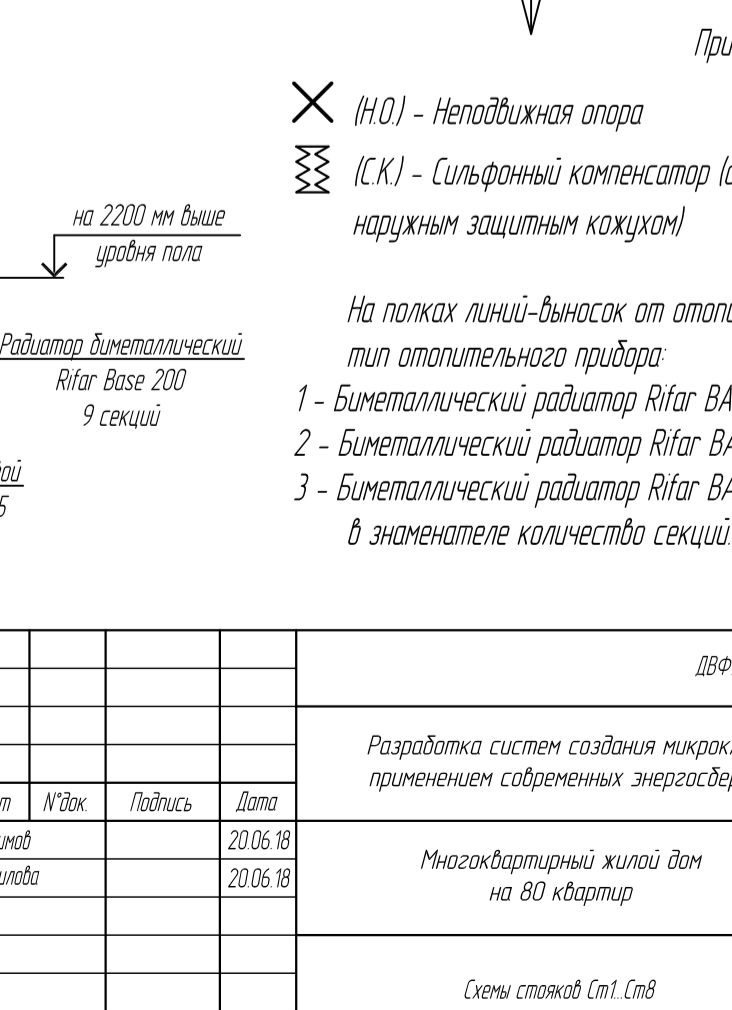 (Н.О.) – Неподвижная опора
(С.К.) – Сильфонный компенсатор
наружным защитным кожухом)
на 2200 мм выше
уровня пола
Радиатор биметаллический
Rifar Base 200
9 секций
На полках линий-выносок от
тип отопительного прибора:
1 – Биметаллический радиатор Rifar
2 – Биметаллический радиатор Rifar
3 – Биметаллический радиатор Rifar
в знаменателе количество секций.
Разработка систем создания
применением современных
N°док. Подпись Дата
20.06.18
20.06.18
Многоквартирный жилой дом
на 80 квартир
Схемы стояков Ст1...Ст8